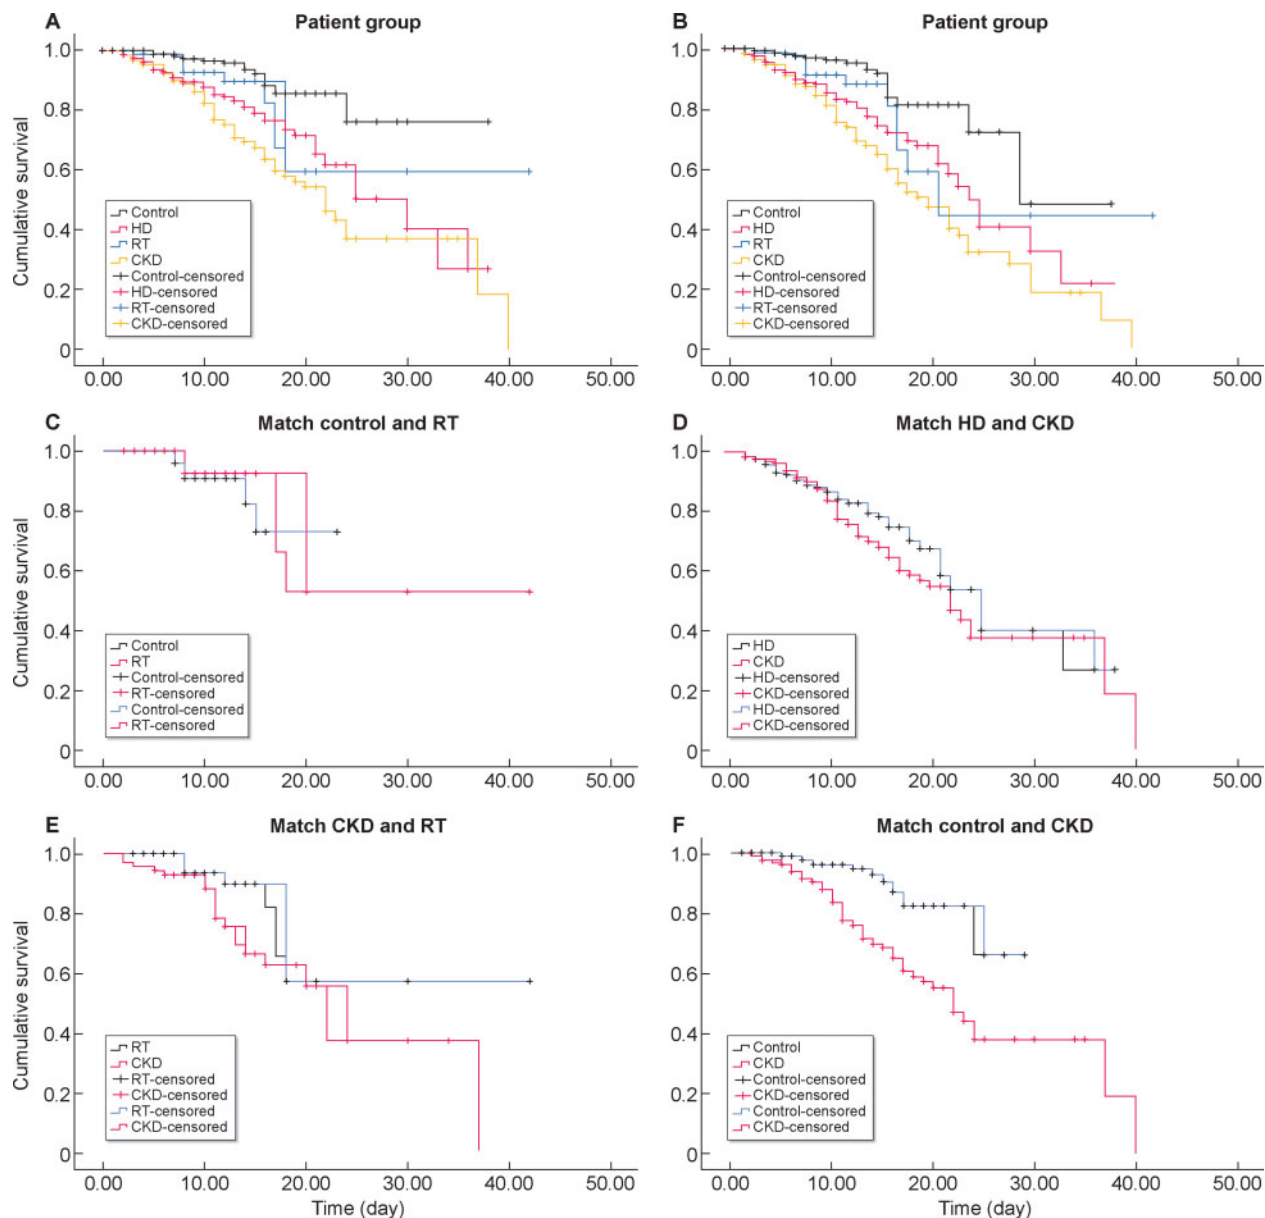 A Patient group
Cumulative survival
1.0
0.8
0.6
0.4
0.2
0
Control
HD
RT
CKD
Control-censored
HD-censored
RT-censored
CKD-censored
0.00 10.00 20.00 30.00 40.00 50.00
B Patient group
1.0
0.8
0.6
0.4
0.2
0
Control
HD
RT
CKD
Control-censored
HD-censored
RT-censored
CKD-censored
0.00 10.00 20.00 30.00 40.00 50.00
C Match control and RT
Cumulative survival
1.0
0.8
0.6
0.4
0.2
0
Control
RT
Control-censored
RT-censored
Control-censored
RT-censored
0.00 10.00 20.00 30.00 40.00 50.00
D Match HD and CKD
1.0
0.8
0.6
0.4
0.2
0
HD
CKD
HD-censored
CKD-censored
HD-censored
CKD-censored
0.00 10.00 20.00 30.00 40.00 50.00
E Match CKD and RT
Cumulative survival
1.0
0.8
0.6
0.4
0.2
0
RT
CKD
RT-censored
CKD-censored
RT-censored
CKD-censored
0.00 10.00 20.00 30.00 40.00 50.00
Time (day)
F Match control and CKD
1.0
0.8
0.6
0.4
0.2
0
Control
CKD
Control-censored
CKD-censored
Control-censored
CKD-censored
0.00 10.00 20.00 30.00 40.00 50.00
Time (day)